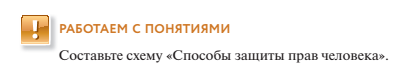 РАБОТАЕМ С ПОНЯТИЯМИ
Составьте схему «Способы защиты прав человека».